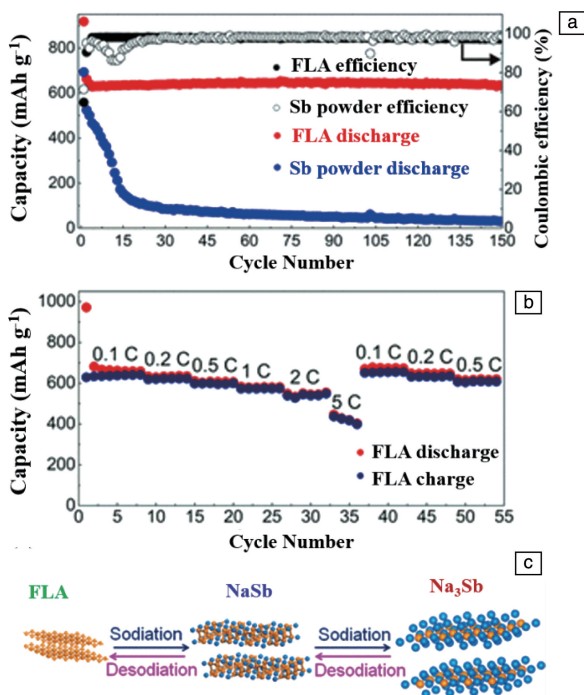 a
Capacity (mAh g⁻¹)
800
600
400
200
0
100
80
60
40
20
0
Coulombic efficiency (%)
FLA efficiency
Sb powder efficiency
FLA discharge
Sb powder discharge
0 15 30 45 60 75 90 103 120 135 150
Cycle Number
b
Capacity (mAh g⁻¹)
1000
800
600
400
200
0
0.1 C 0.2 C 0.5 C 1 C 2 C 5 C 0.1 C 0.2 C 0.5 C
FLA discharge
FLA charge
0 5 10 15 20 25 30 35 40 45 50 55
Cycle Number
c
FLA NaSb Na₃Sb
Sodiation Sodiation
Desodiation Desodiation